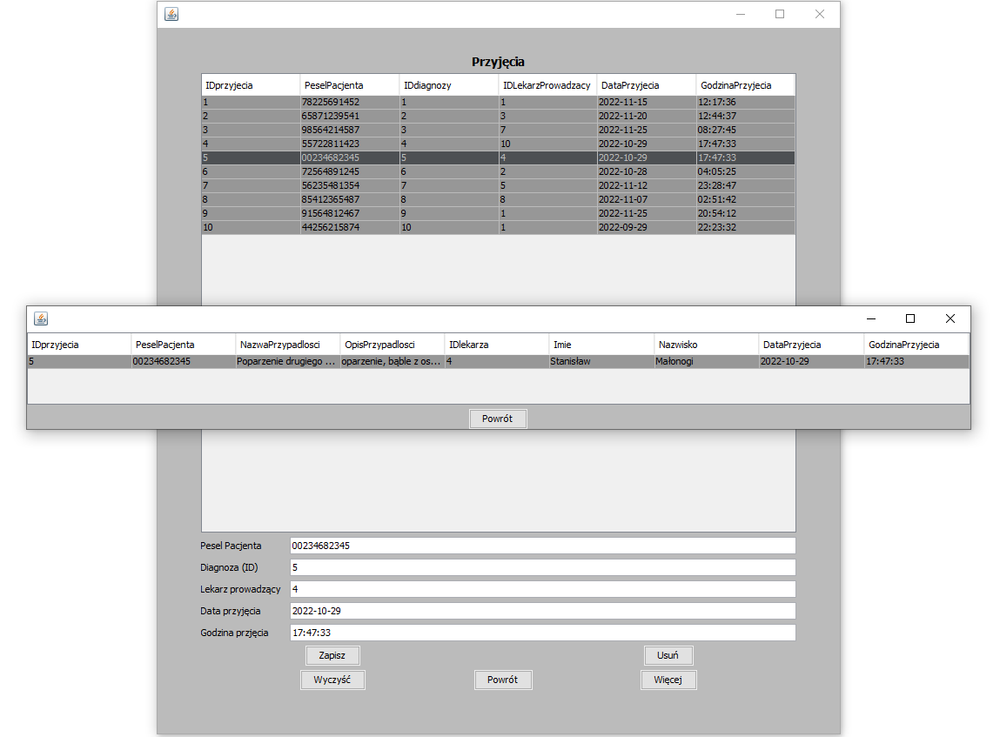 Przyjęcia
IDprzyjecia PeselPacjenta IDdiagnozy IDLekarzProwadzacy DataPrzyjecia GodzinaPrzyjecia
1 78225691452 1 1 2022-11-15 12:17:36
2 65871239541 2 3 2022-11-20 12:44:37
3 98564214587 3 7 2022-11-25 08:27:45
4 55722811423 4 10 2022-10-29 17:47:33
5 00234682345 5 4 2022-10-29 17:47:33
6 72564891245 6 2 2022-10-28 04:05:25
7 56235481354 7 5 2022-11-12 23:28:47
8 85412365487 8 8 2022-11-07 02:51:42
9 91564812467 9 1 2022-11-25 20:54:12
10 44256215874 10 1 2022-09-29 22:23:32
IDprzyjecia PeselPacjenta NazwaPrzypadlosci OpisPrzypadlosci IDlekarza Imie Nazwisko DataPrzyjecia GodzinaPrzyjecia
5 00234682345 Poparzenie drugiego ... oparzenie, bąble z os... 4 Stanisław Małonogi 2022-10-29 17:47:33
Powrót
Pesel Pacjenta 00234682345
Diagnoza (ID) 5
Lekarz prowadzący 4
Data przyjęcia 2022-10-29
Godzina przjęcia 17:47:33
Zapisz Usuń
Wyczyść Powrót Więcej